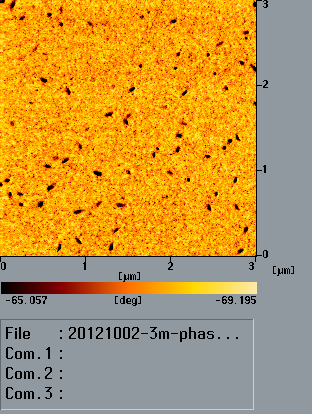 3
2
1
0
0 1 2 3
[µm] [µm]
-65.057 [deg] -69.195
File : 20121002-3m-phas...
Com.1 :
Com.2 :
Com.3 :